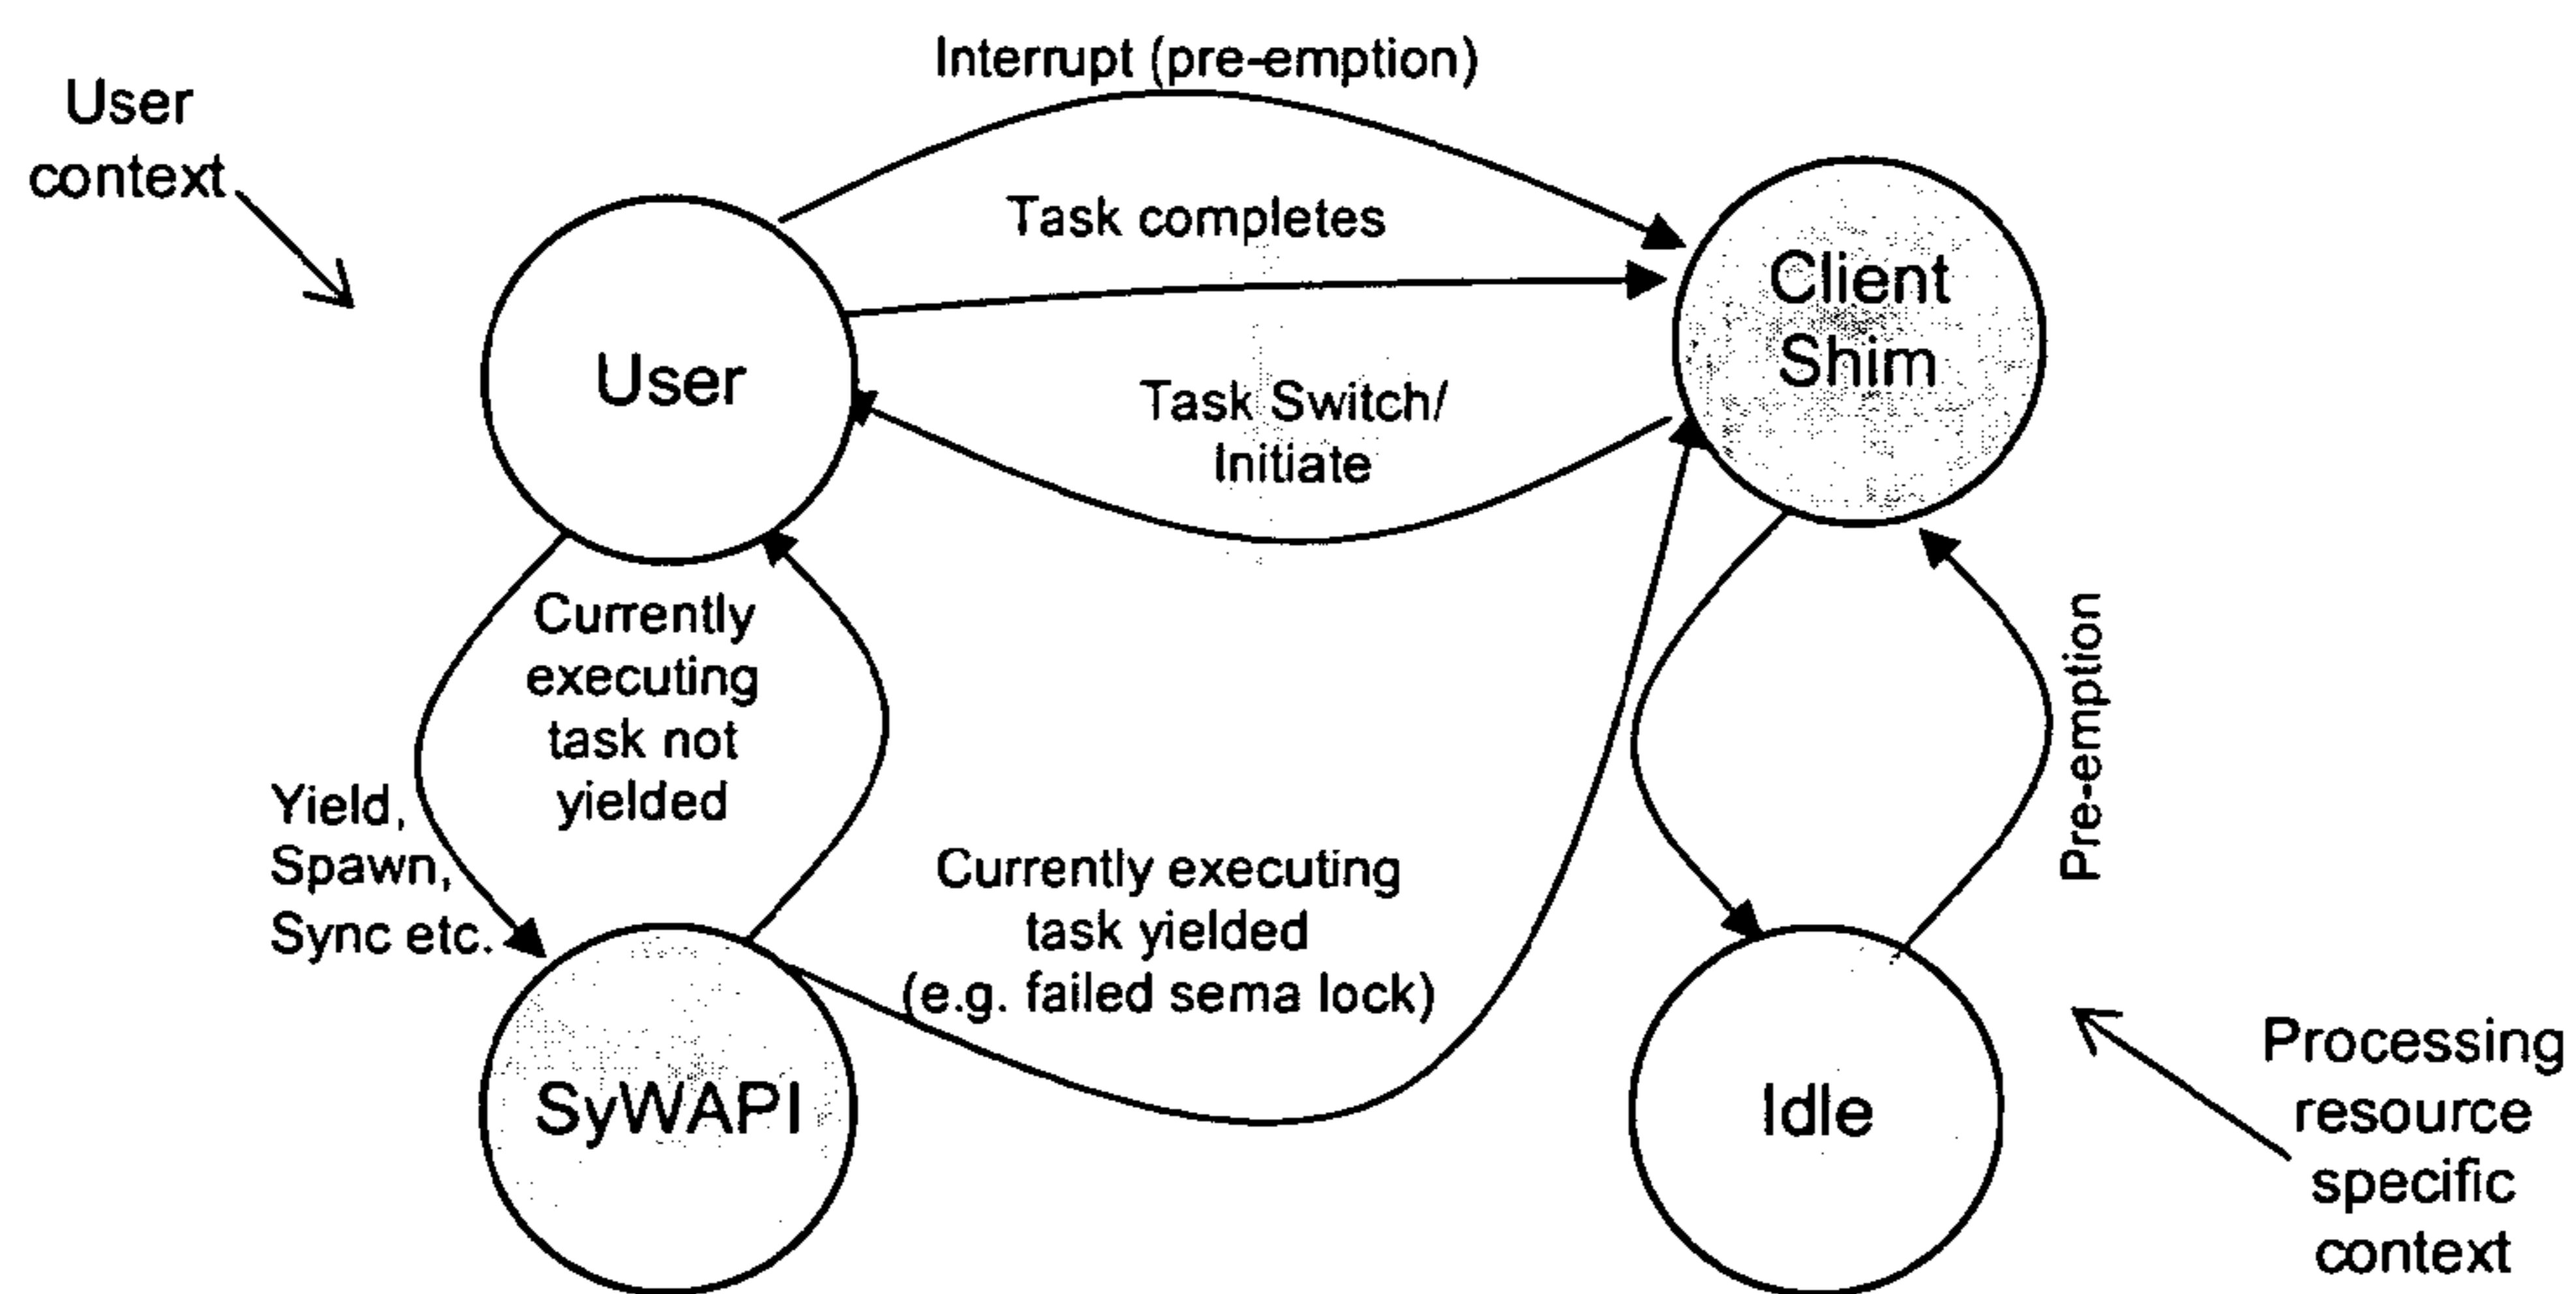 Interrupt (pre-emption)
User
context
Task completes
Client
Shim
User
Task Switch/
Initiate
Currently
executing
task not
yielded
Pre-emption
Yield,
Spawn,
Sync etc.
Currently executing
task yielded
(e.g. failed sema lock)
SyWAPI
Idle
Processing
resource
specific
context